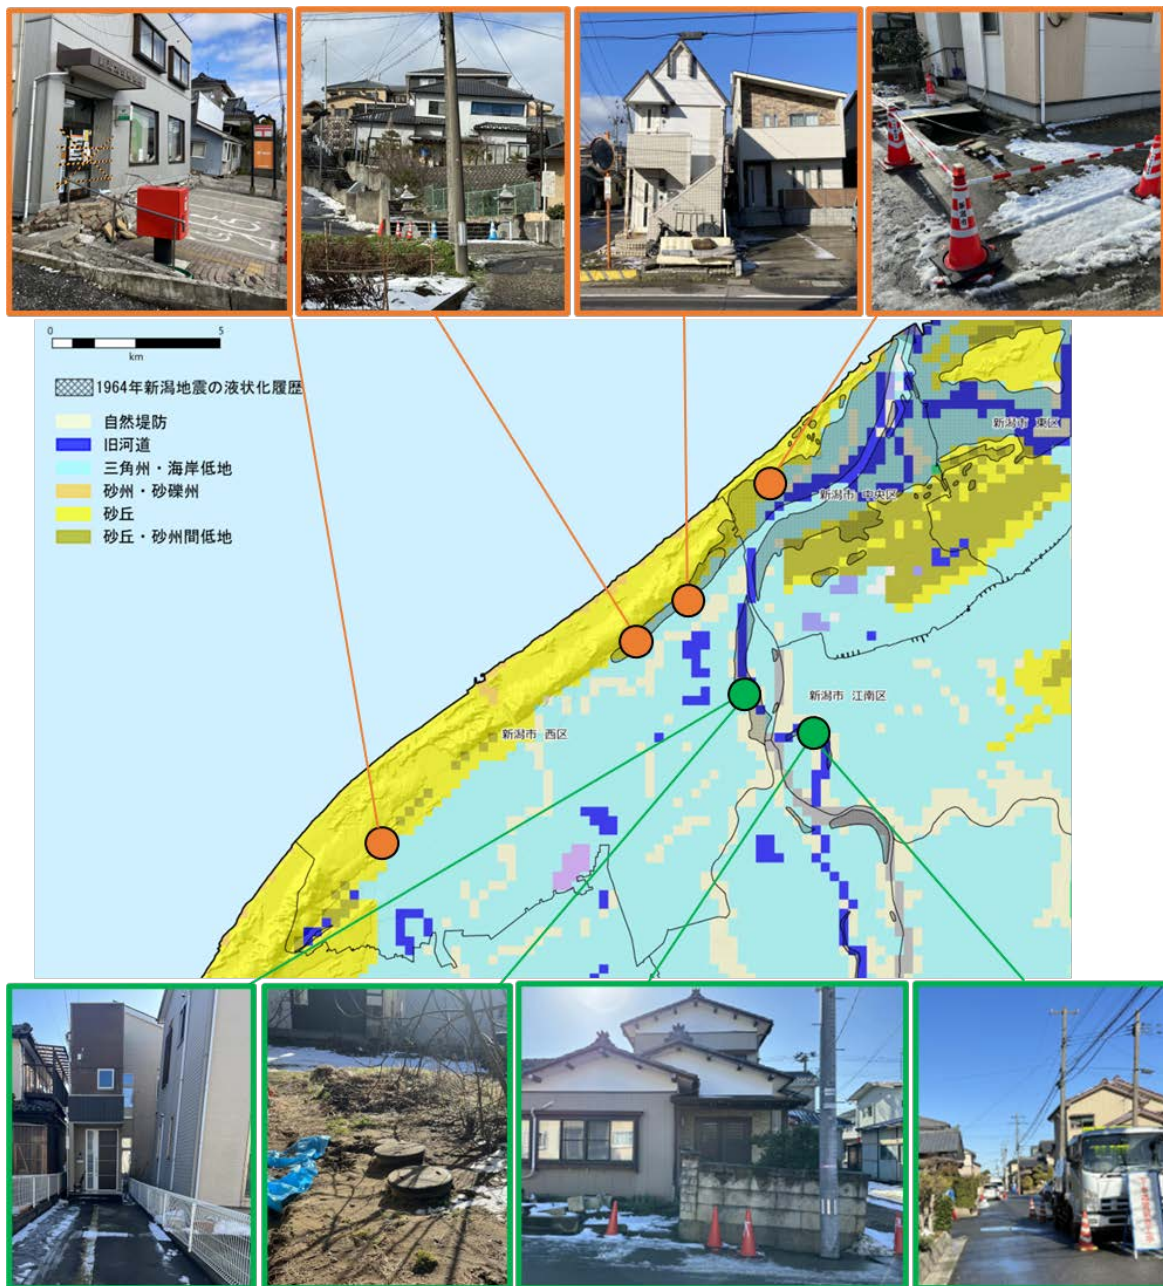 0
5
km
1964年新潟地震の液状化履歴
自然堤防
旧河道
三角州・海岸低地
砂州・砂礫州
砂丘
砂丘・砂州間低地
新潟市 東区
新潟市 中央区
新潟市 江南区
新潟市 西区